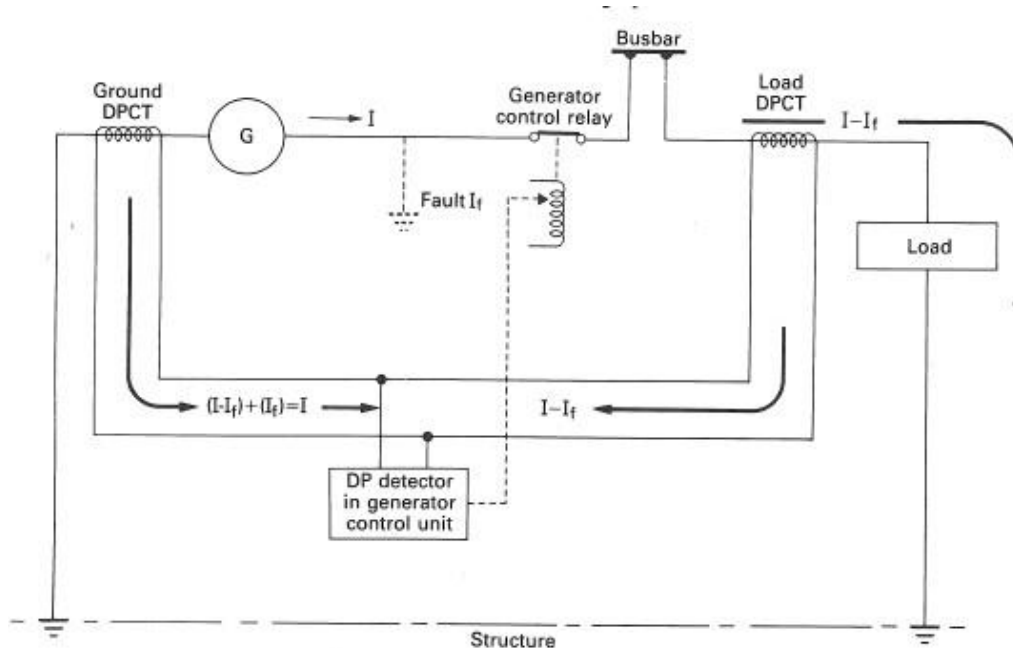 Busbar
Ground
DPCT
G
I
Generator
control relay
Load
DPCT
I−If
Fault If
Load
(I-If)+(If)=I
I−If
DP detector
in generator
control unit
Structure